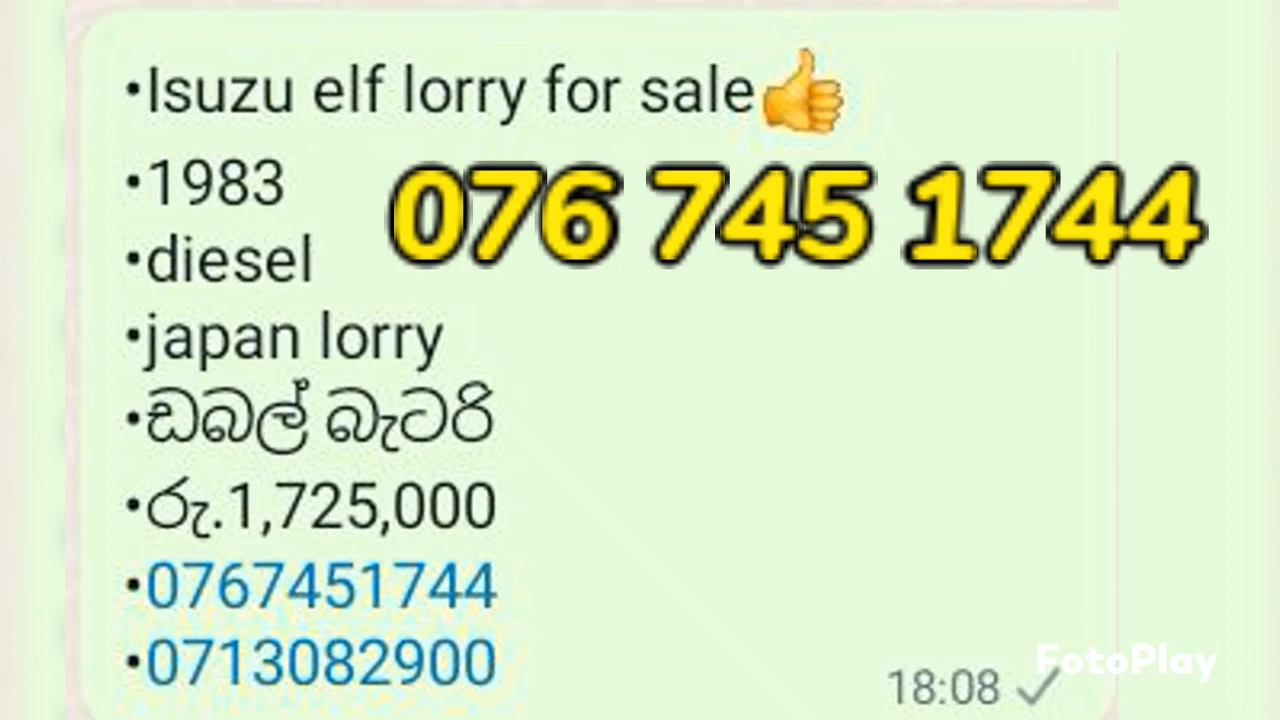 •Isuzu elf lorry for sale👍
•1983
076 745 1744
•diesel
•japan lorry
•ඩබල් බැටරි
•රු.1,725,000
•0767451744
•0713082900
18:08
FotoPlay